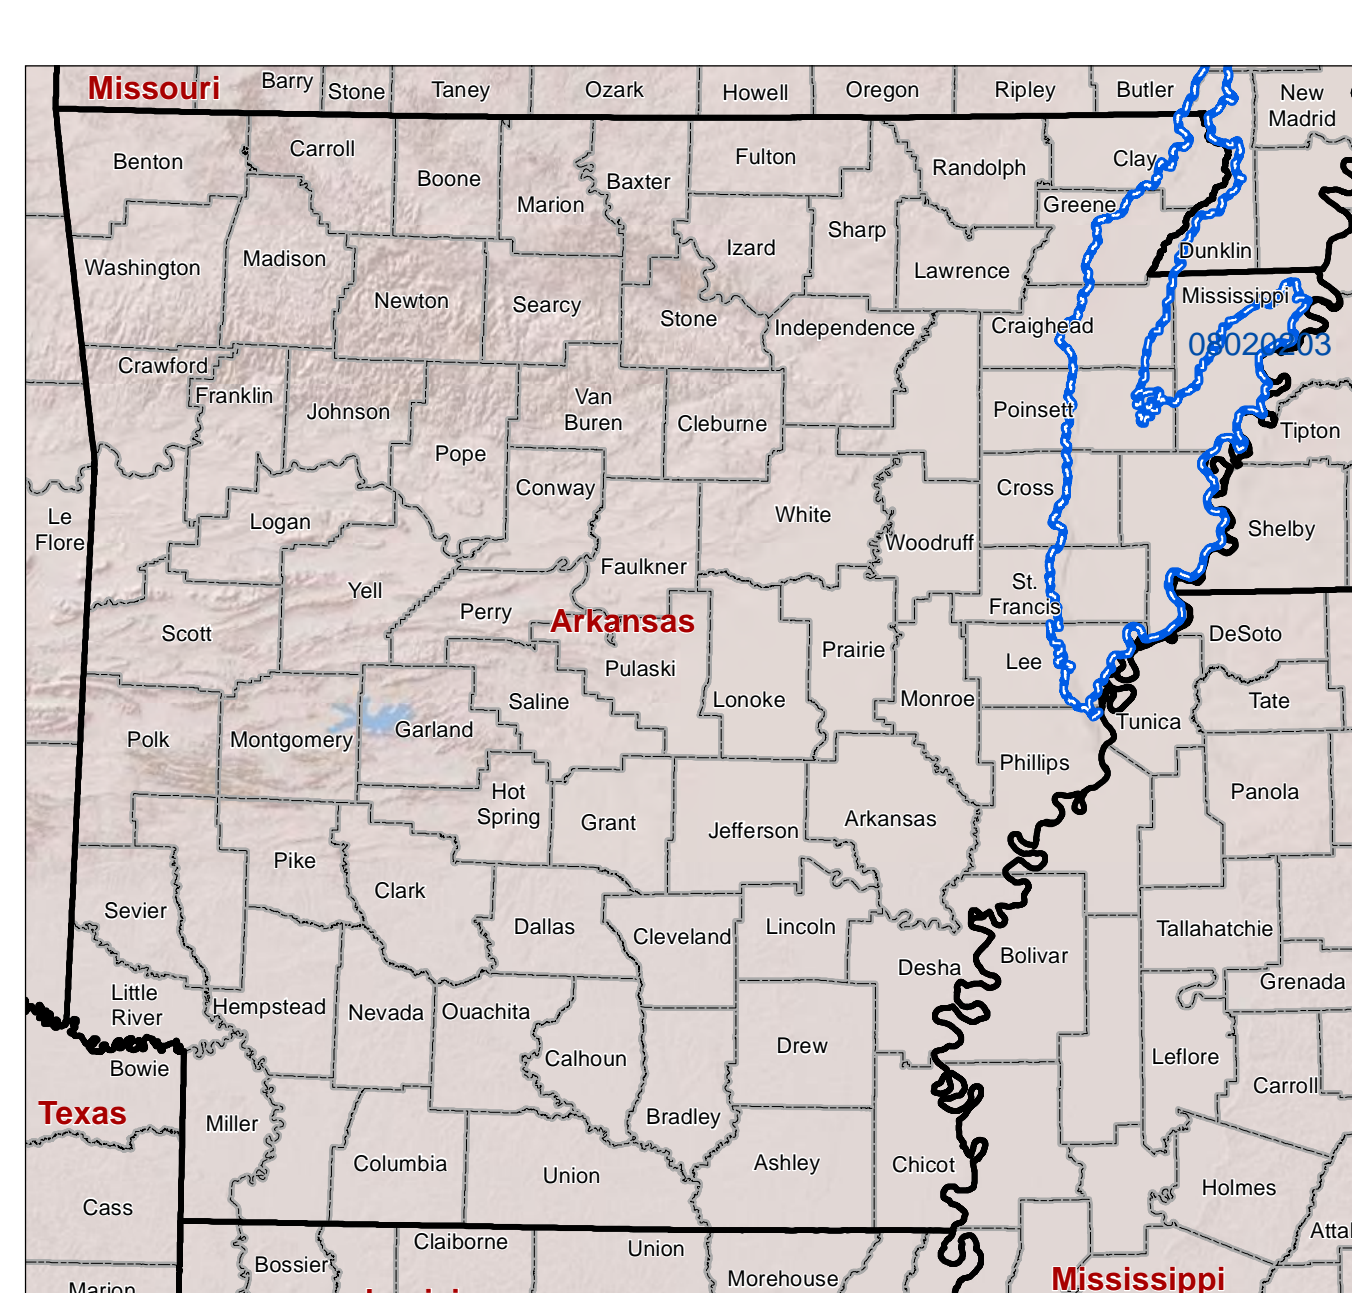 Missouri
Barry
Stone
Taney
Ozark
Howell
Oregon
Ripley
Butler
New
Madrid
Benton
Carroll
Boone
Marion
Baxter
Fulton
Randolph
Clay
Greene
Washington
Madison
Newton
Searcy
Stone
Izard
Sharp
Lawrence
Dunklin
Mississippi
Independence
Craighead
08020203
Crawford
Franklin
Johnson
Van
Buren
Cleburne
Poinsett
Tipton
Pope
Conway
Cross
Le
Flore
Logan
White
Woodruff
Shelby
Faulkner
St.
Francis
Yell
Perry
Arkansas
Scott
Pulaski
Prairie
Lee
DeSoto
Saline
Lonoke
Monroe
Tate
Polk
Montgomery
Garland
Tunica
Phillips
Hot
Spring
Grant
Jefferson
Arkansas
Panola
Pike
Clark
Sevier
Dallas
Cleveland
Lincoln
Tallahatchie
Desha
Bolivar
Grenada
Little
River
Hempstead
Nevada
Ouachita
Calhoun
Drew
Leflore
Bowie
Carroll
Texas
Miller
Bradley
Columbia
Union
Ashley
Chicot
Holmes
Cass
Claiborne
Union
Bossier
Morehouse
Mississippi
Marion